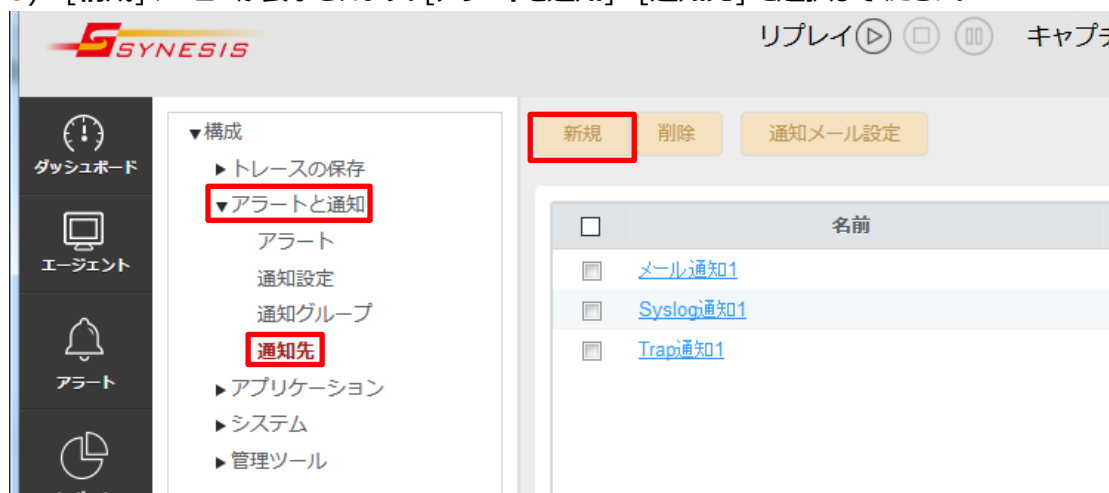 SYNESIS
リプレイ
キャプチ
ダッシュボード
エージェント
アラート
▼構成
▶トレースの保存
▼アラートと通知
アラート
通知設定
通知グループ
通知先
▶アプリケーション
▶システム
▶管理ツール
新規 削除 通知メール設定
名前
メール通知1
Syslog通知1
Trap通知1